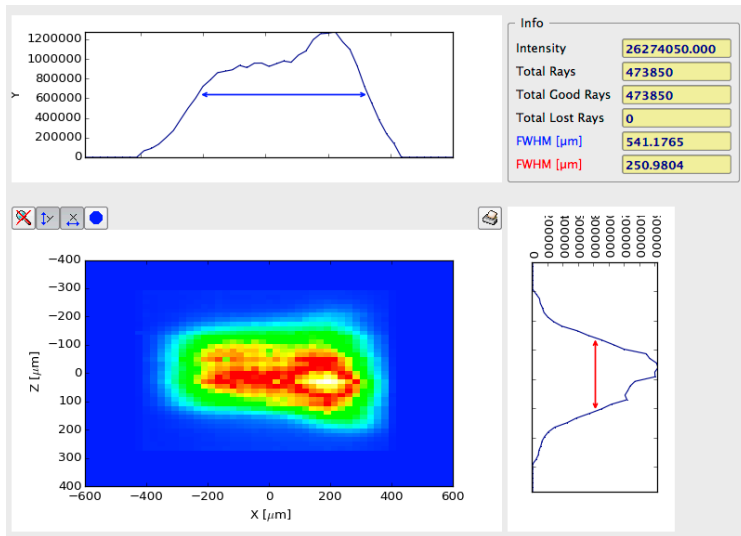 1200000
1000000
800000
600000
400000
200000
0
Y
Info
Intensity 26274050.000
Total Rays 473850
Total Good Rays 473850
Total Lost Rays 0
FWHM [μm] 541.1765
FWHM [μm] 250.9804
−400
−300
−200
−100
0
100
200
300
400
Z [μm]
−600 −400 −200 0 200 400 600
X [μm]
0